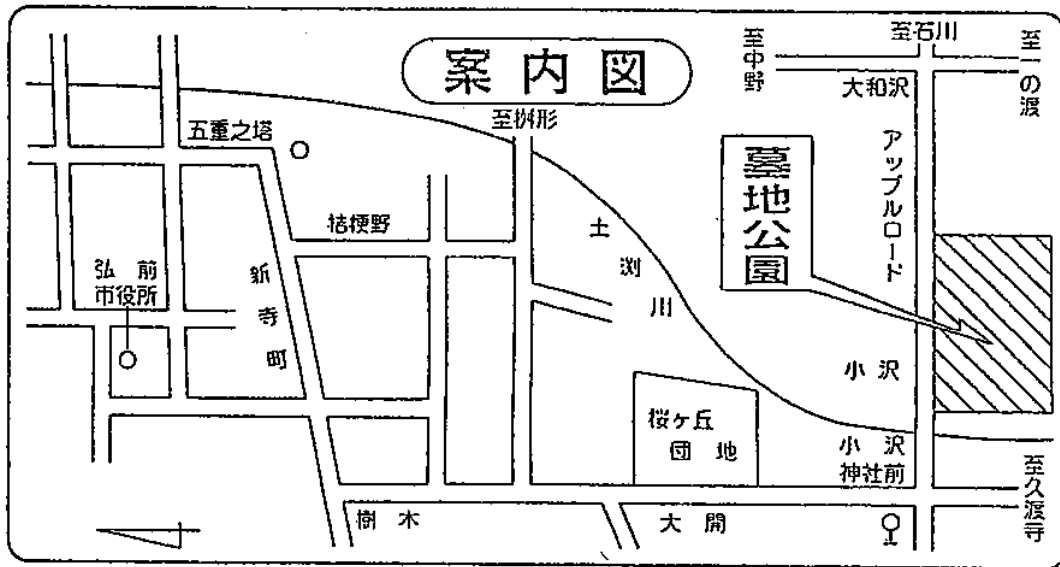 案内図
至石川
至中野
至一の渡
大和沢
至桝形
五重之塔
アップルロード
墓地公園
桔梗野
土渕川
弘前
市役所
新寺町
小沢
桜ヶ丘
団地
小沢
神社前
至久渡寺
樹木
大開